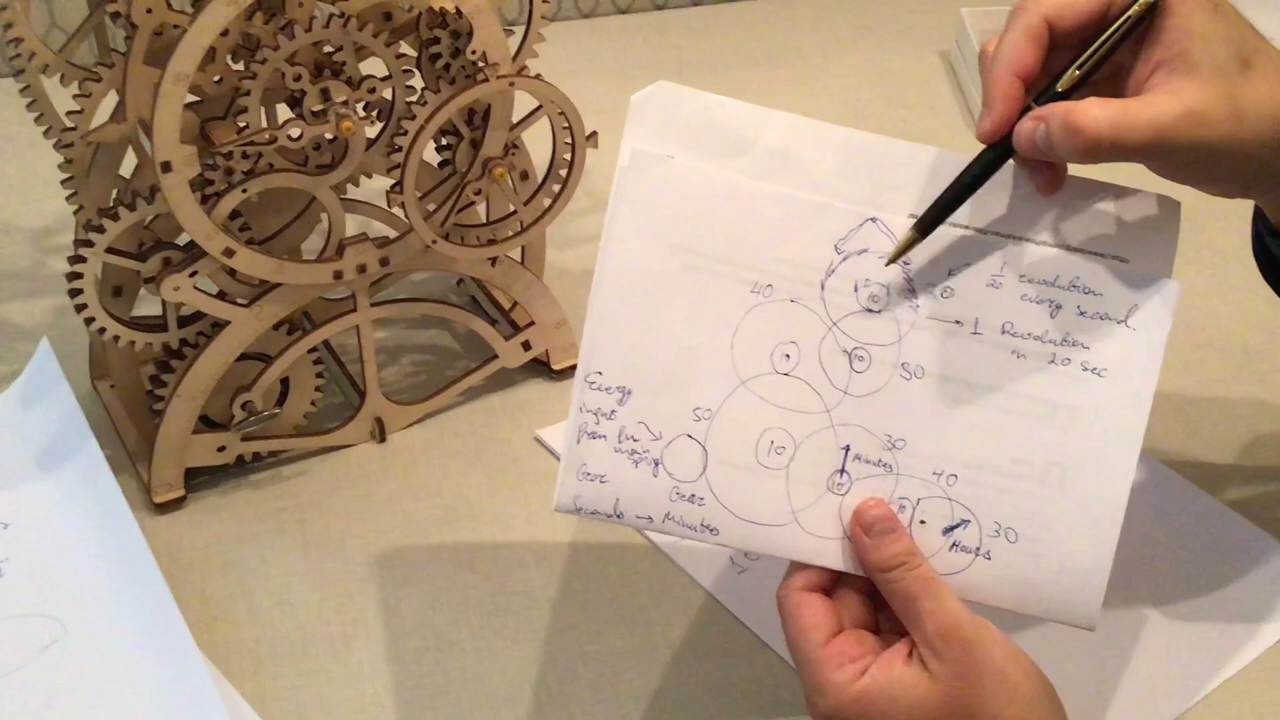 1/20 revolution
every second.
→ 1 Revolution
in 20 sec
40
10
10
10
50
Energy
input
from the
main
spring
50
10
30
Minutes
10
40
10
30
Hours
Gear
Gear
Seconds → Minutes